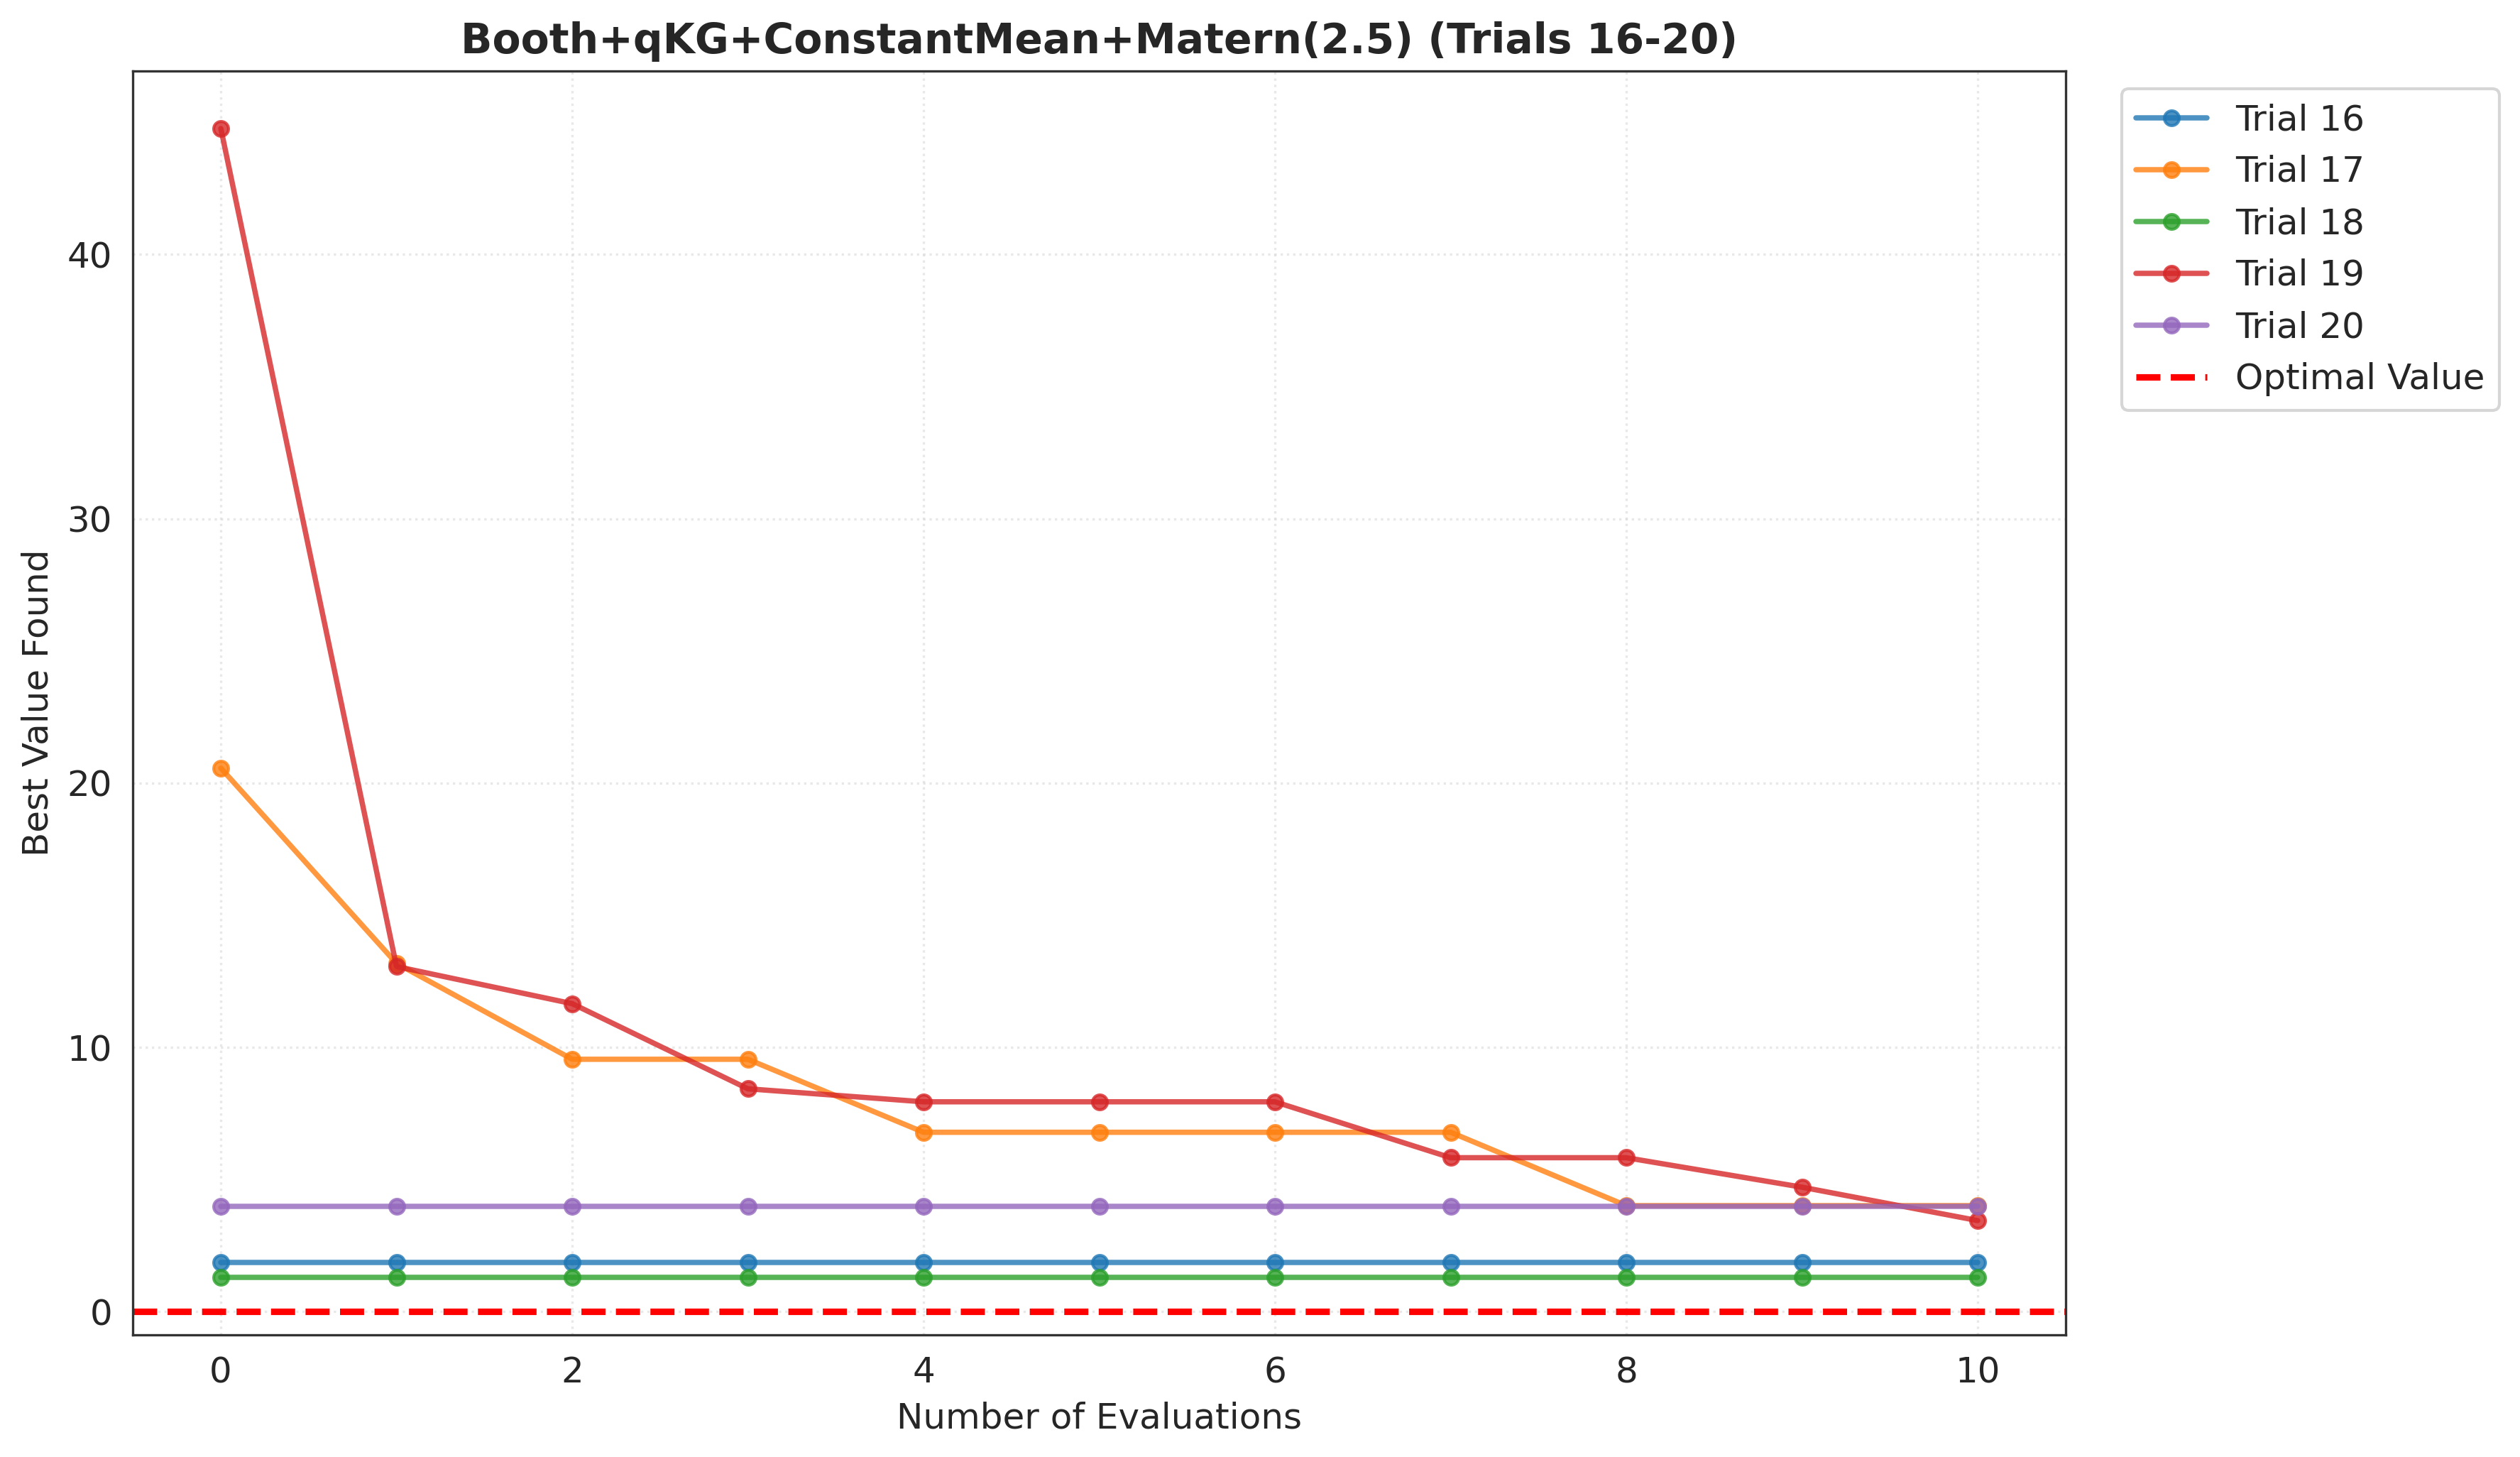 Booth+qKG+ConstantMean+Matern(2.5) (Trials 16-20)
Best Value Found
40
30
20
10
0
0 2 4 6 8 10
Number of Evaluations
Trial 16
Trial 17
Trial 18
Trial 19
Trial 20
Optimal Value